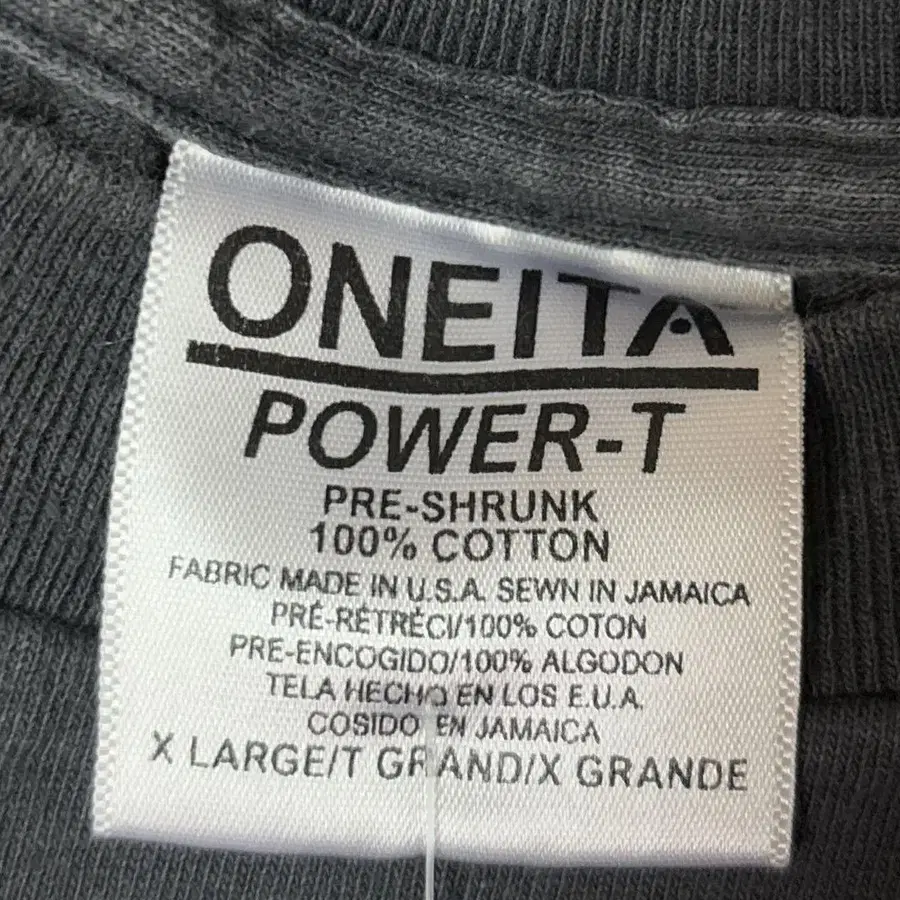 ONEITA
POWER-T
PRE-SHRUNK
100% COTTON
FABRIC MADE IN U.S.A. SEWN IN JAMAICA
PRÉ-RÉTRÉCI/100% COTON
PRE-ENCOGIDO/100% ALGODON
TELA HECHO EN LOS E.U.A.
COSIDO EN JAMAICA
X LARGE/T GRAND/X GRANDE